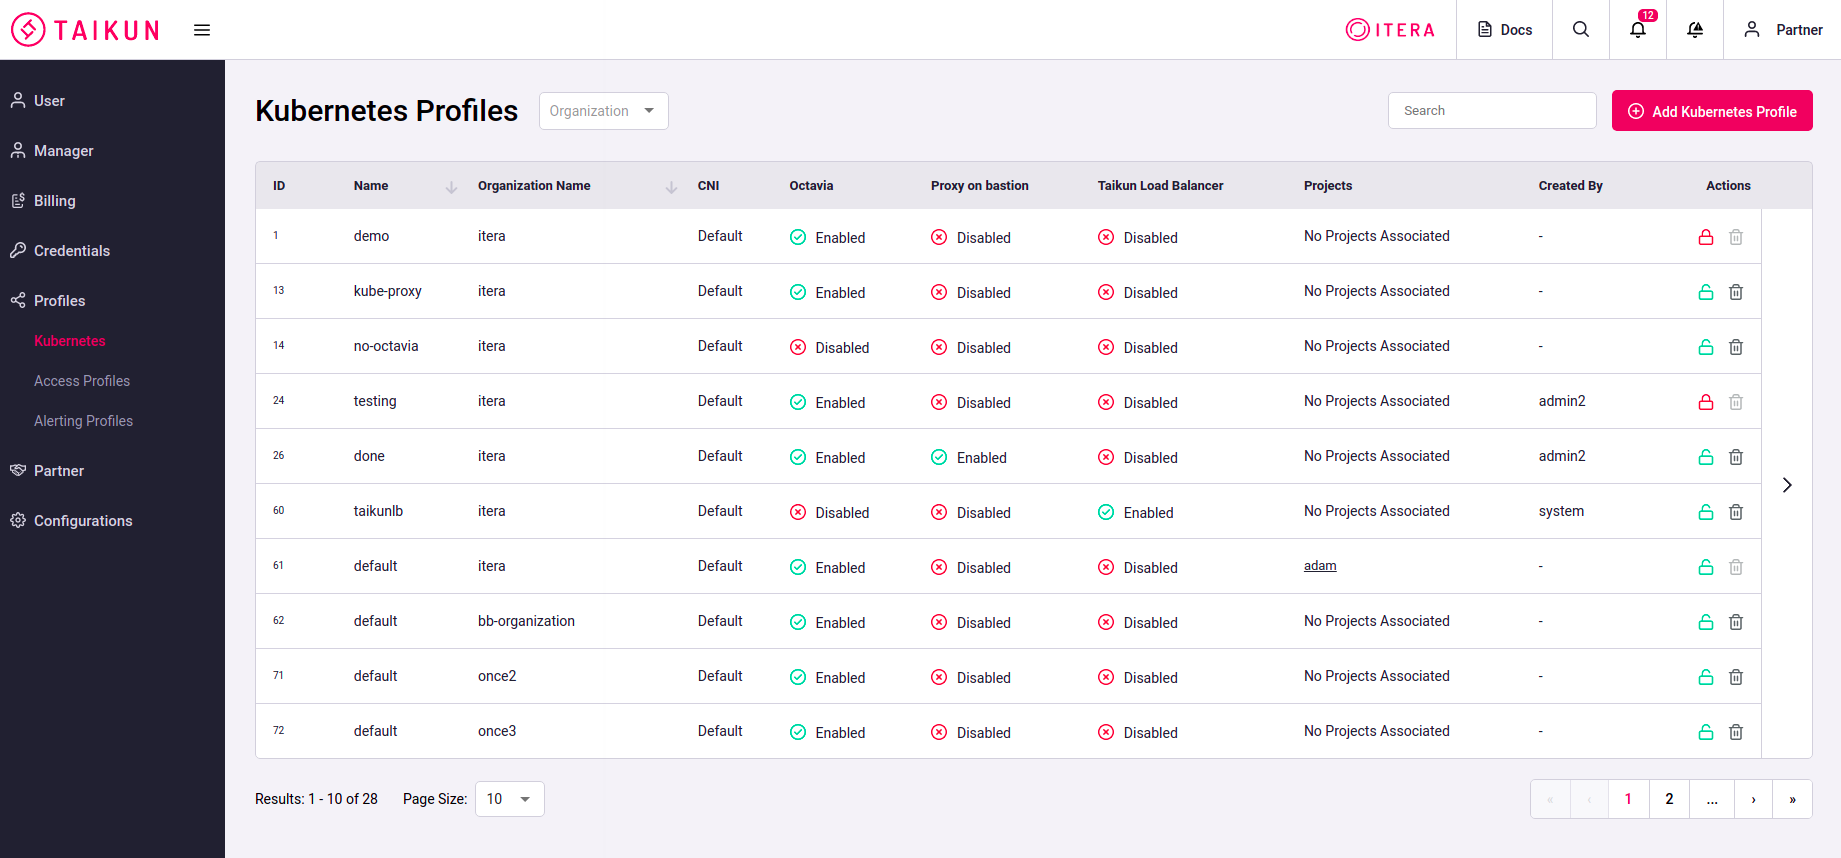 TAIKUN
ITERA
Docs
12
Partner
User
Manager
Billing
Credentials
Profiles
Kubernetes
Access Profiles
Alerting Profiles
Partner
Configurations
Kubernetes Profiles
Organization
Search
Add Kubernetes Profile
ID Name Organization Name CNI Octavia Proxy on bastion Taikun Load Balancer Projects Created By Actions
1 demo itera Default Enabled Disabled Disabled No Projects Associated -
13 kube-proxy itera Default Enabled Disabled Disabled No Projects Associated -
14 no-octavia itera Default Disabled Disabled Disabled No Projects Associated -
24 testing itera Default Enabled Disabled Disabled No Projects Associated admin2
26 done itera Default Enabled Enabled Disabled No Projects Associated admin2
60 taikunlb itera Default Disabled Disabled Enabled No Projects Associated system
61 default itera Default Enabled Disabled Disabled adam -
62 default bb-organization Default Enabled Disabled Disabled No Projects Associated -
71 default once2 Default Enabled Disabled Disabled No Projects Associated -
72 default once3 Default Enabled Disabled Disabled No Projects Associated -
Results: 1 - 10 of 28 Page Size: 10
« ‹ 1 2 ... › »